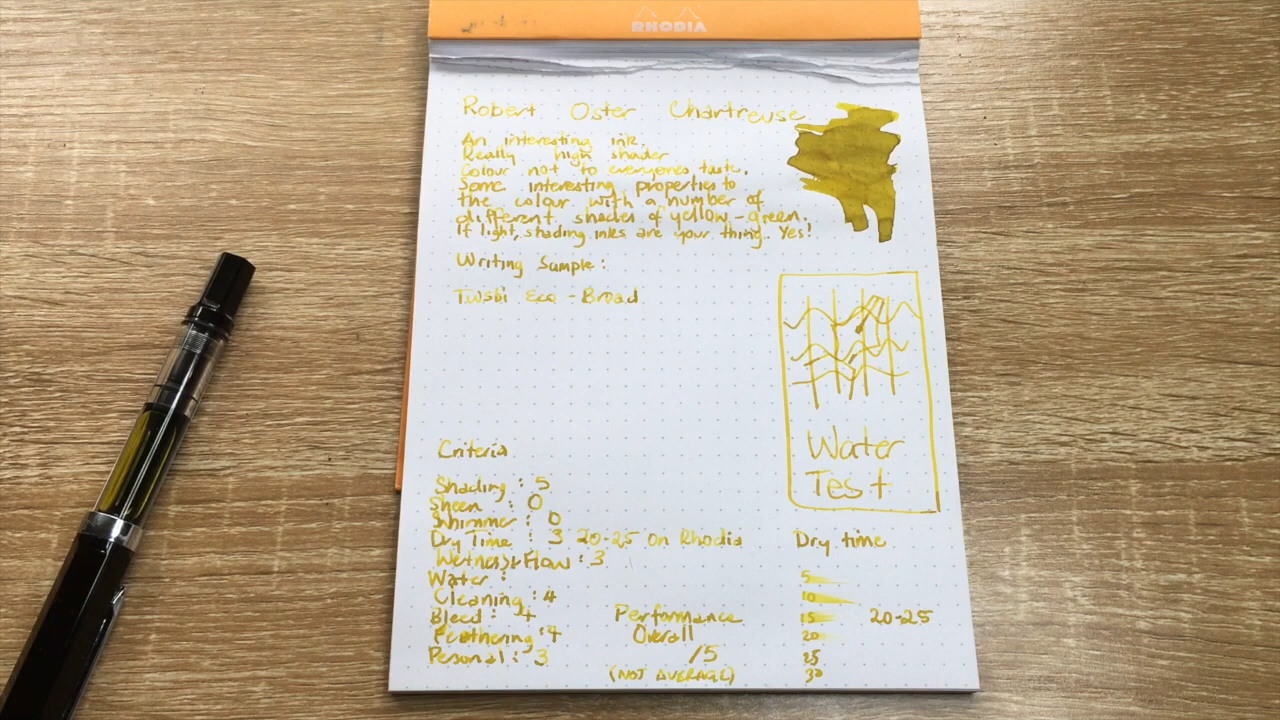 RHODIA
Robert Oster Chartreuse
An interesting ink.
Really high shader
Colour not to everyones taste.
Some interesting properties to
the colour with a number of
different shades of yellow-green.
If light, shading inks are your thing. Yes!
Writing Sample:
Twsbi Eco - Broad
Water
Test
Criteria
Shading : 5
Sheen : 0
Shimmer : 0
Dry Time : 3 20-25 on Rhodia
Wetness+Flow : 3
Water :
Cleaning : 4
Bleed : 4
Feathering : 4
Personal : 3
Performance
Overall
/5
(NOT AVERAGE)
Dry time
5
10
15 20-25
20
25
30